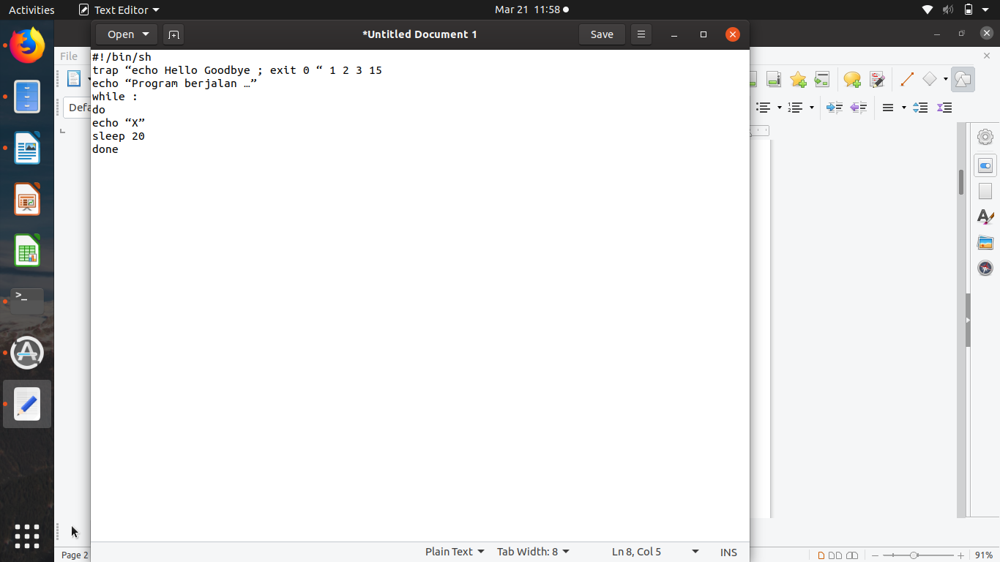 Activities Text Editor Mar 21 11:58
Open *Untitled Document 1 Save
File
#!/bin/sh
trap “echo Hello Goodbye ; exit 0 “ 1 2 3 15
echo “Program berjalan …”
while :
do
echo “X”
sleep 20
done
Defa
Plain Text Tab Width: 8 Ln 8, Col 5 INS
Page 2 91%